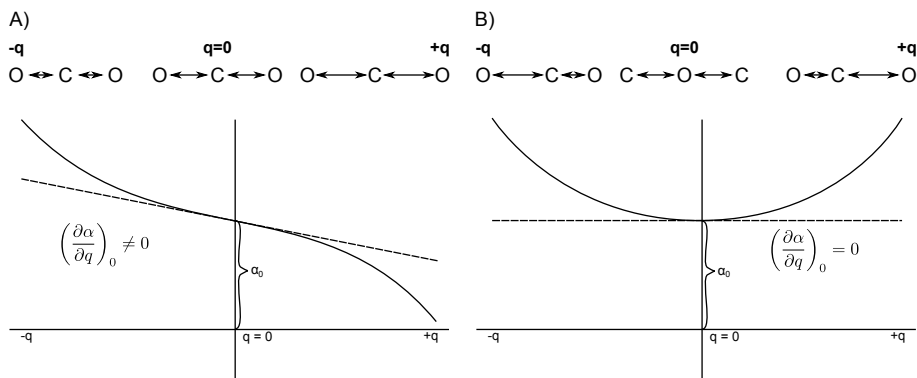 A)
-q q=0 +q
O ↔ C ↔ O O ↔ C ↔ O O ↔ C ↔ O
(∂α/∂q)₀ ≠ 0
α₀
-q q = 0 +q
B)
-q q=0 +q
O ↔ C ↔ O C ↔ O ↔ C O ↔ C ↔ O
(∂α/∂q)₀ = 0
α₀
-q q = 0 +q